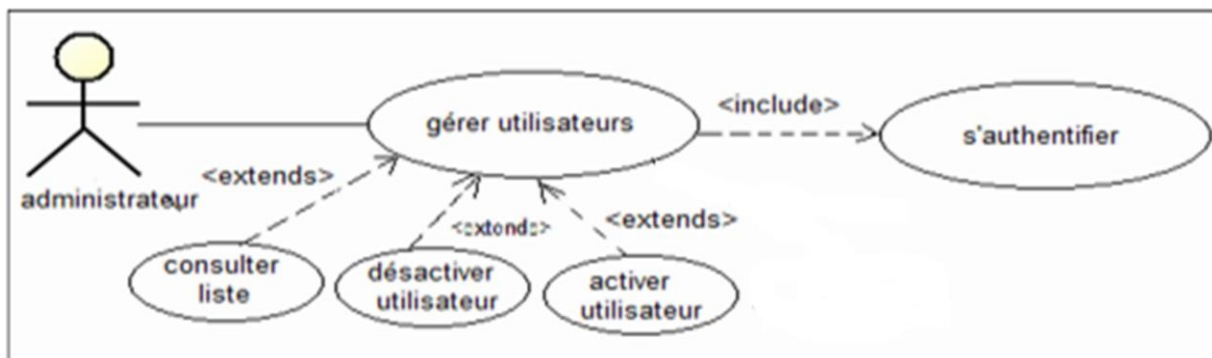 gérer utilisateurs
<include>
s'authentifier
administrateur
<extends>
<extends>
<extends>
consulter
liste
désactiver
utilisateur
activer
utilisateur